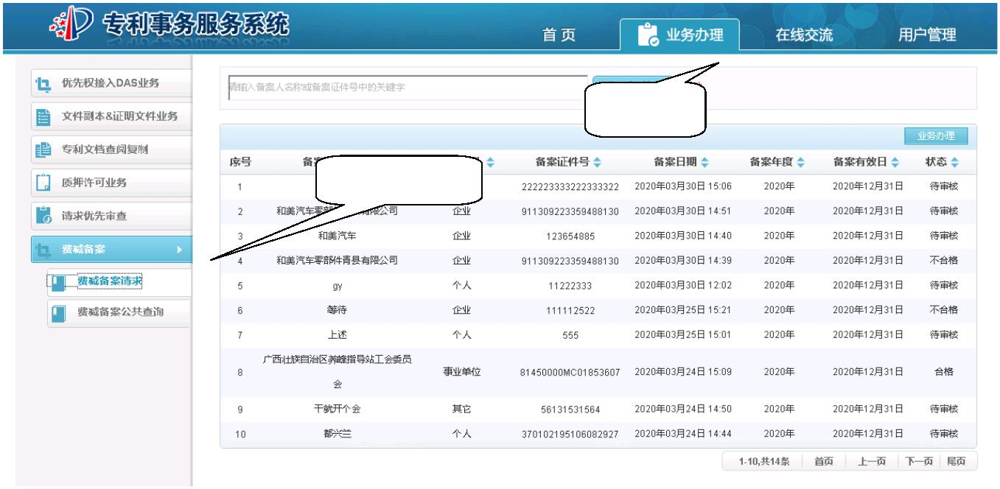 专利事务服务系统
首页
业务办理
在线交流
用户管理
优先权接入DAS业务
文件副本&证明文件业务
专利文档查阅复制
质押许可业务
请求优先审查
费减备案
费减备案请求
费减备案公共查询
请输入备案人名称或备案证件号中的关键字
业务办理
序号 备案 备案证件号 备案日期 备案年度 备案有效日 状态
1 222223333222333322 2020年03月30日 15:06 2020年 2020年12月31日 待审核
2 和美汽车零部 有限公司 企业 911309223359488130 2020年03月30日 14:51 2020年 2020年12月31日 待审核
3 和美汽车 企业 123654885 2020年03月30日 14:40 2020年 2020年12月31日 待审核
4 和美汽车零部件青县有限公司 企业 911309223359488130 2020年03月30日 14:39 2020年 2020年12月31日 不合格
5 gy 个人 11222333 2020年03月30日 12:02 2020年 2020年12月31日 待审核
6 等待 企业 111112522 2020年03月25日 15:21 2020年 2020年12月31日 不合格
7 上述 个人 555 2020年03月25日 15:01 2020年 2020年12月31日 待审核
8 广西壮族自治区养蜂指导站工会委员
会 事业单位 81450000MC01853607 2020年03月24日 15:09 2020年 2020年12月31日 合格
9 干就开个会 其它 56131531564 2020年03月24日 14:50 2020年 2020年12月31日 待审核
10 都兴兰 个人 370102195106082927 2020年03月24日 14:44 2020年 2020年12月31日 待审核
1-10,共14条 首页 上一页 下一页 尾页